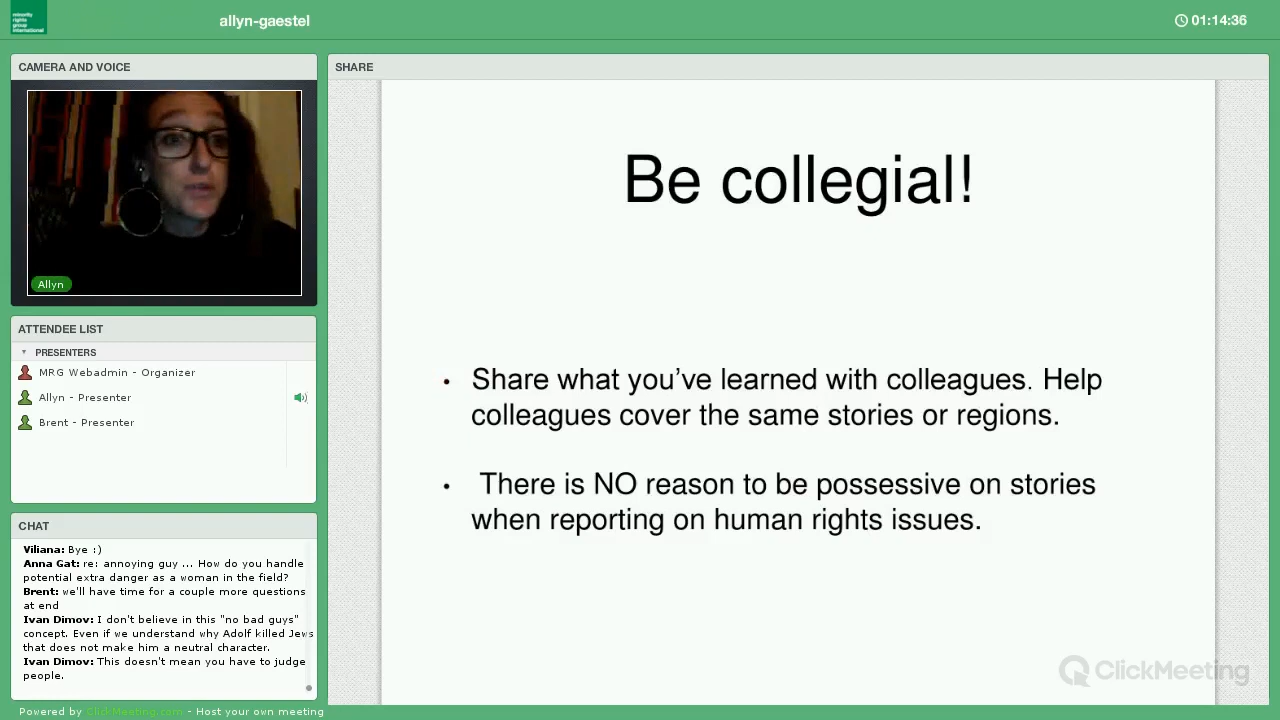 minority
rights
group
international
allyn-gaestel
01:14:36
CAMERA AND VOICE
Allyn
ATTENDEE LIST
PRESENTERS
MRG Webadmin - Organizer
Allyn - Presenter
Brent - Presenter
CHAT
Viliana: Bye :)
Anna Gat: re: annoying guy ... How do you handle
potential extra danger as a woman in the field?
Brent: we'll have time for a couple more questions
at end
Ivan Dimov: I don't believe in this "no bad guys"
concept. Even if we understand why Adolf killed Jews
that does not make him a neutral character.
Ivan Dimov: This doesn't mean you have to judge
people.
SHARE
Be collegial!
• Share what you've learned with colleagues. Help
colleagues cover the same stories or regions.
• There is NO reason to be possessive on stories
when reporting on human rights issues.
ClickMeeting
Powered by ClickMeeting.com - Host your own meeting